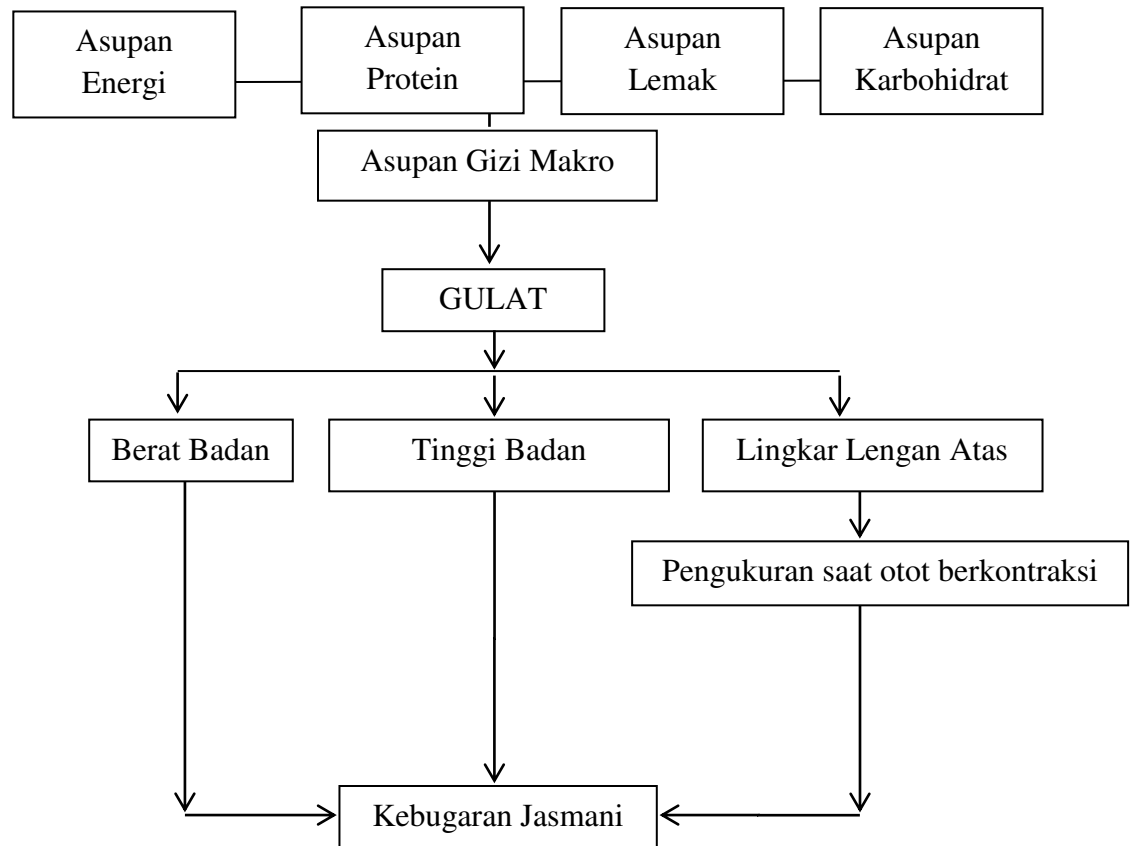 Asupan
Energi
Asupan
Protein
Asupan
Lemak
Asupan
Karbohidrat
Asupan Gizi Makro
GULAT
Berat Badan
Tinggi Badan
Lingkar Lengan Atas
Pengukuran saat otot berkontraksi
Kebugaran Jasmani